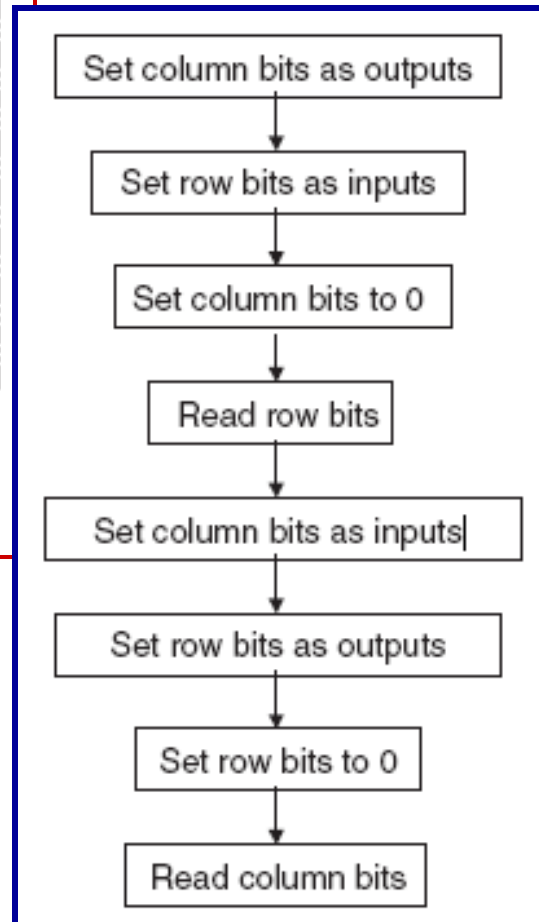 Set column bits as outputs
Set row bits as inputs
Set column bits to 0
Read row bits
Set column bits as inputs
Set row bits as outputs
Set row bits to 0
Read column bits